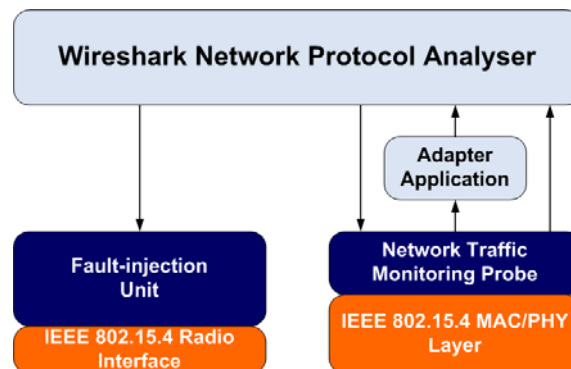 Wireshark Network Protocol Analyser
Adapter
Application
Fault-injection
Unit
Network Traffic
Monitoring Probe
IEEE 802.15.4 Radio
Interface
IEEE 802.15.4 MAC/PHY
Layer